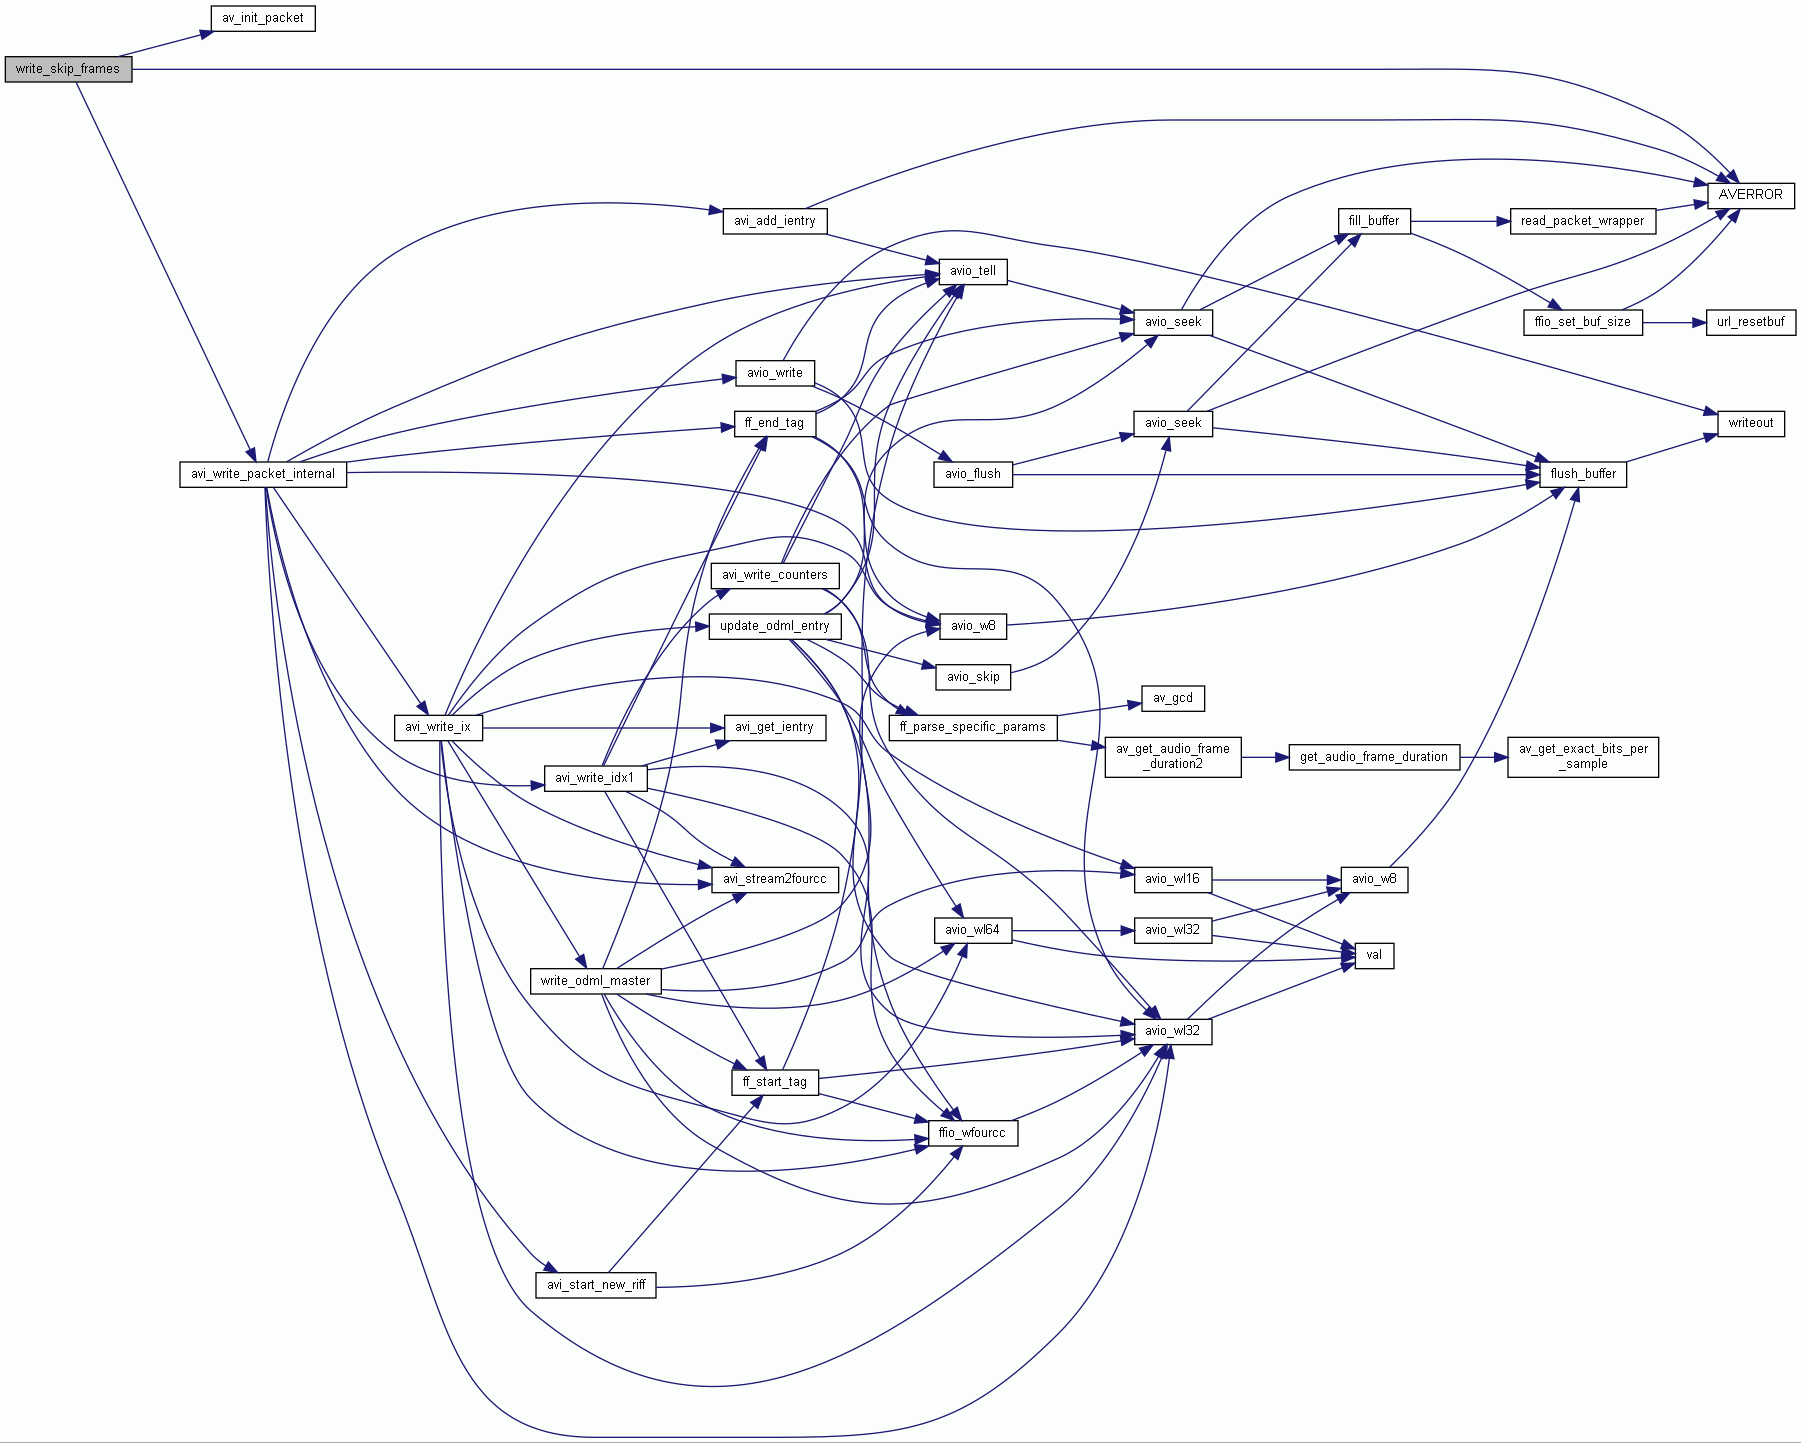 av_init_packet
write_skip_frames
AVERROR
avi_add_ientry
fill_buffer
read_packet_wrapper
avio_tell
avio_seek
ffio_set_buf_size
url_resetbuf
avio_write
ff_end_tag
avio_seek
writeout
avi_write_packet_internal
avio_flush
flush_buffer
avi_write_counters
update_odml_entry
avio_w8
avio_skip
av_gcd
avi_write_ix
avi_get_ientry
ff_parse_specific_params
av_get_audio_frame
_duration2
get_audio_frame_duration
av_get_exact_bits_per
_sample
avi_write_idx1
avi_stream2fourcc
avio_wl16
avio_w8
avio_wl64
avio_wl32
val
write_odml_master
avio_wl32
ff_start_tag
ffio_wfourcc
avi_start_new_riff